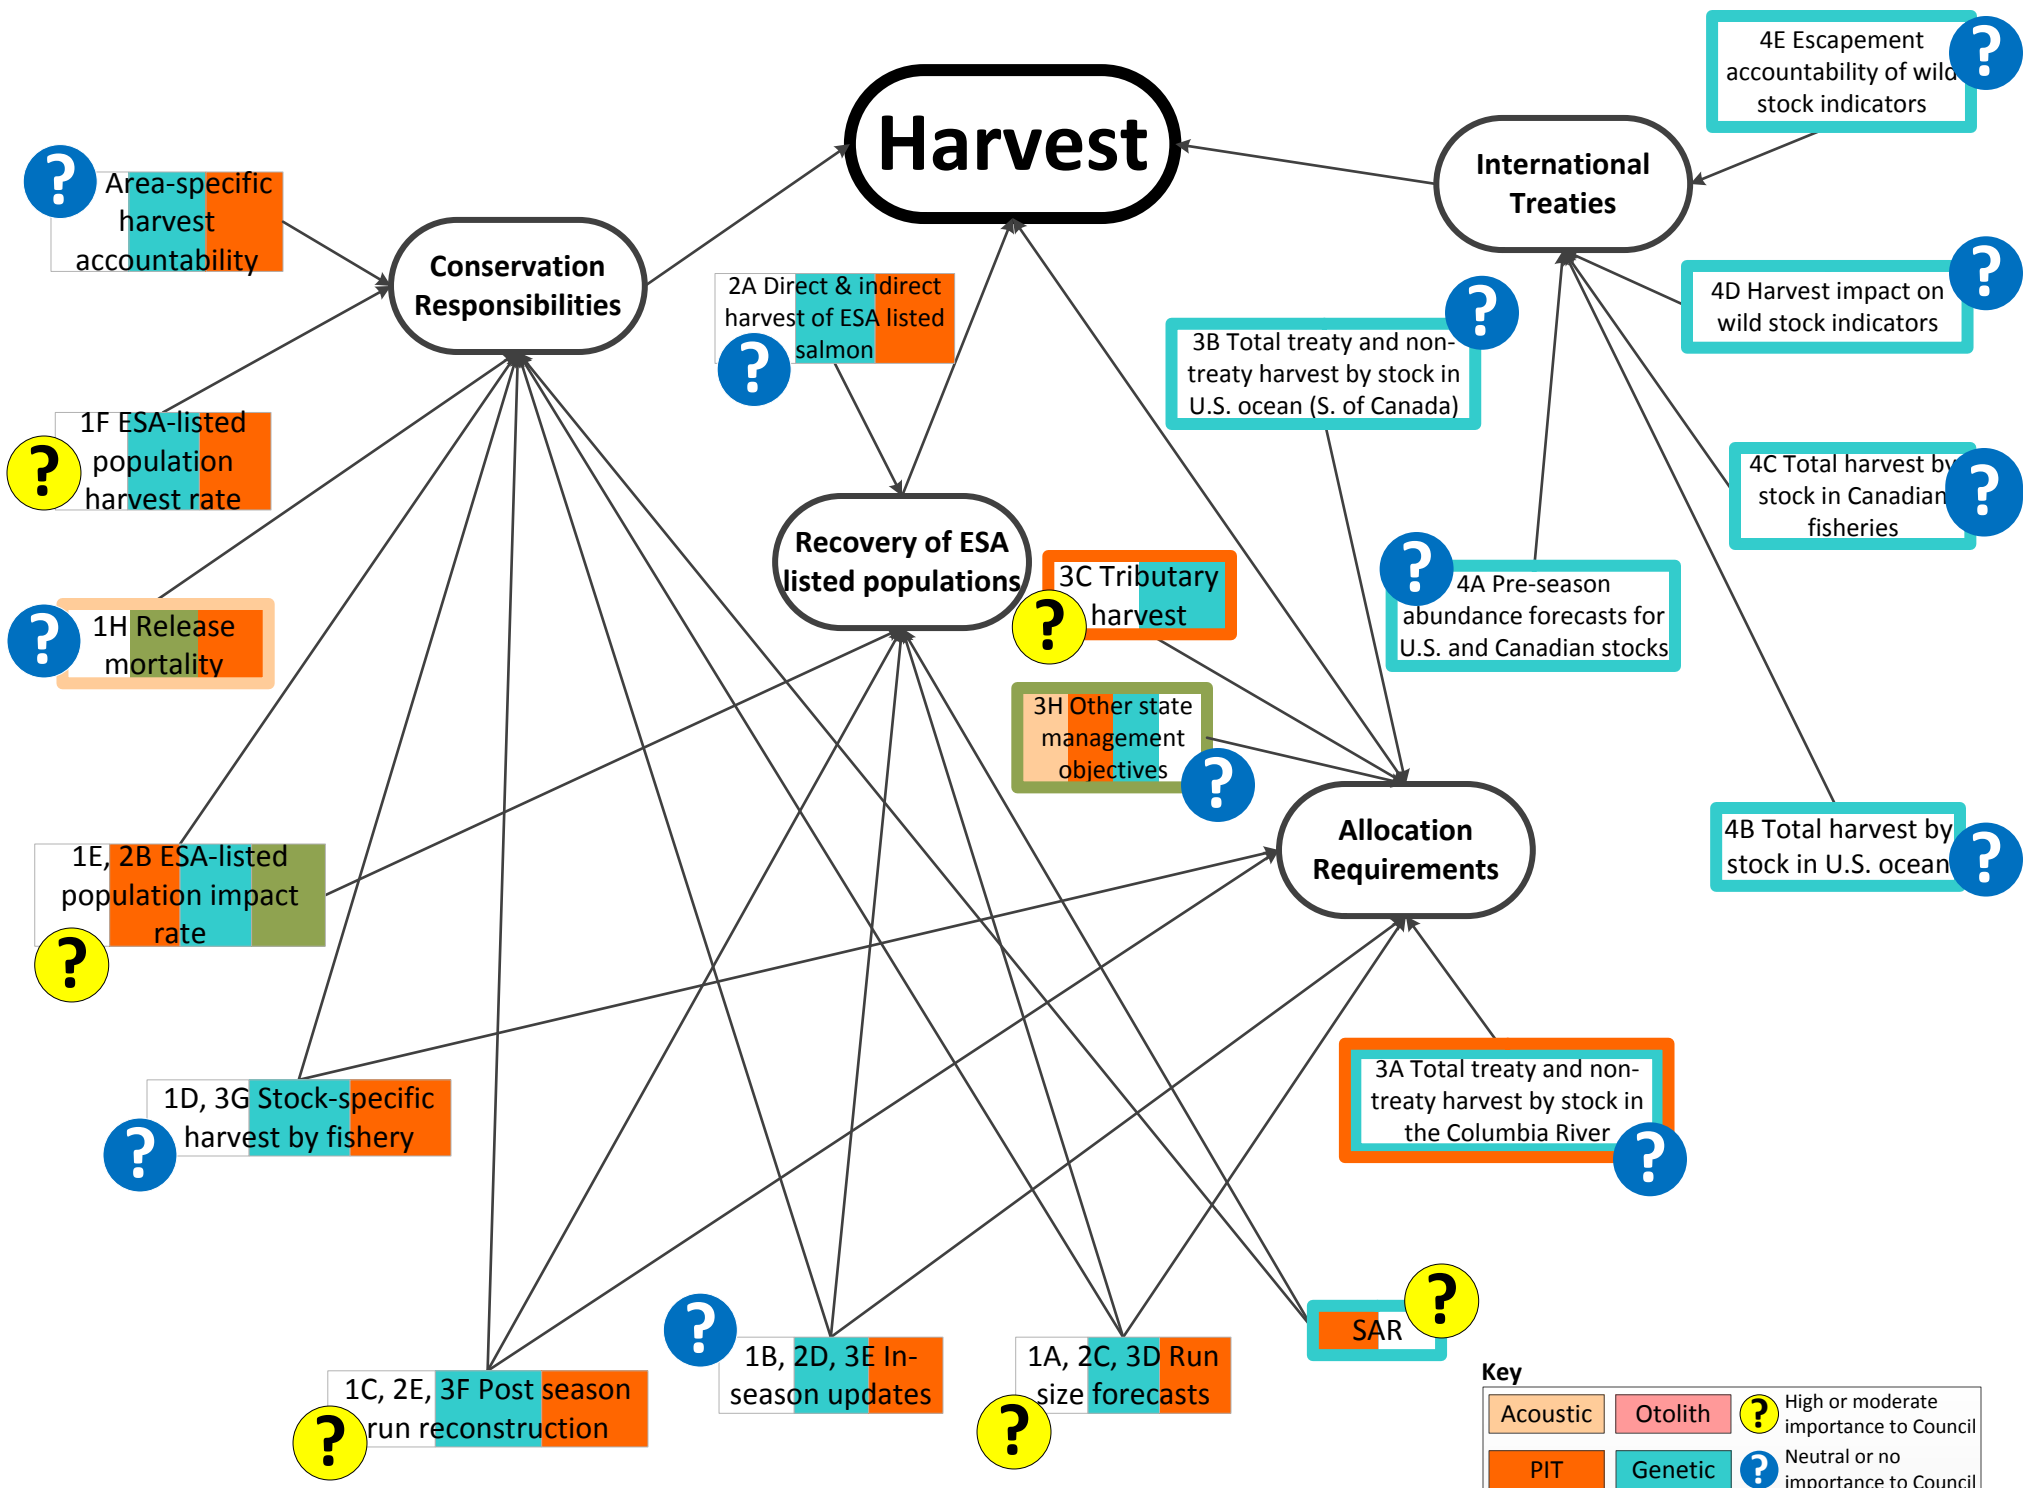 4E Escapement
accountability of wild
stock indicators
?
Harvest
International
Treaties
?
Area-specific
harvest
accountability
Conservation
Responsibilities
2A Direct & indirect
harvest of ESA listed
salmon
?
?
3B Total treaty and non-
treaty harvest by stock in
U.S. ocean (S. of Canada)
?
4D Harvest impact on
wild stock indicators
?
1F ESA-listed
population
harvest rate
?
4C Total harvest by
stock in Canadian
fisheries
?
Recovery of ESA
listed populations
3C Tributary
harvest
?
?
4A Pre-season
abundance forecasts for
U.S. and Canadian stocks
?
1H Release
mortality
3H Other state
management
objectives
?
Allocation
Requirements
4B Total harvest by
stock in U.S. ocean
?
1E, 2B ESA-listed
population impact
rate
?
1D, 3G Stock-specific
harvest by fishery
?
3A Total treaty and non-
treaty harvest by stock in
the Columbia River
?
1C, 2E, 3F Post season
run reconstruction
?
?
1B, 2D, 3E In-
season updates
1A, 2C, 3D Run
size forecasts
?
SAR
?
Key
Acoustic
Otolith
?
High or moderate
importance to Council
PIT
Genetic
?
Neutral or no
importance to Council